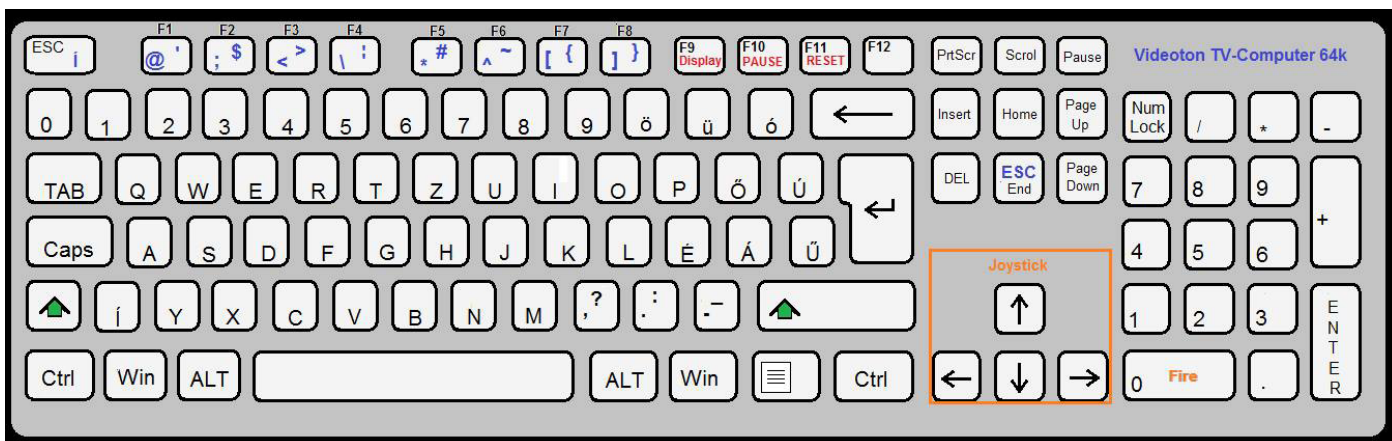 F1 F2 F3 F4 F5 F6 F7 F8
ESC Í @ ' ; $ < > \ ¦ * # ^ ~ [ { ] } F9 Display F10 PAUSE F11 RESET F12 PrtScr Scrol Pause Videoton TV-Computer 64k
0 1 2 3 4 5 6 7 8 9 ö ü ó ← Insert Home Page Up Num Lock / * -
TAB Q W E R T Z U I O P Ő Ú ↵ DEL ESC End Page Down 7 8 9 +
Caps A S D F G H J K L É Á Ű 4 5 6
Joystick
Í Y X C V B N M , ? . : . – ↑ 1 2 3 ENTER
Ctrl Win ALT ALT Win Ctrl ← ↓ → 0 Fire .